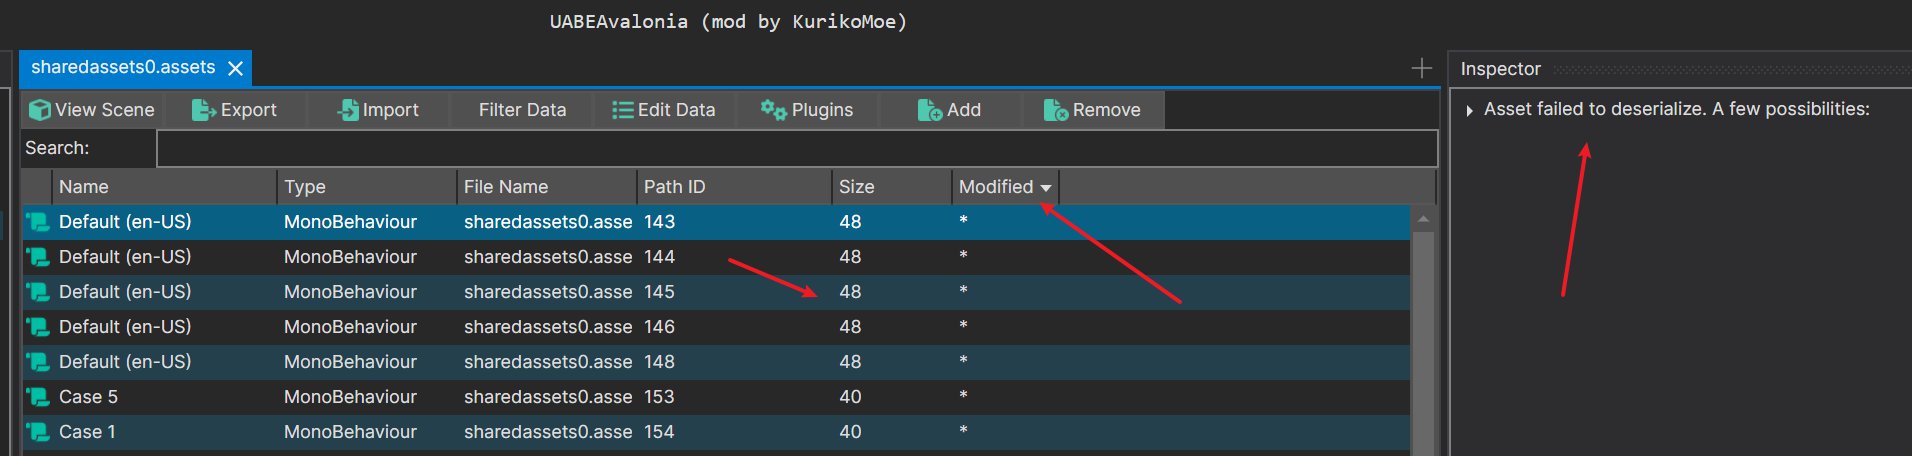 UABEAvalonia (mod by KurikoMoe)
sharedassets0.assets
Inspector
View Scene Export Import Filter Data Edit Data Plugins Add Remove
Asset failed to deserialize. A few possibilities:
Search:
Name Type File Name Path ID Size Modified
Default (en-US) MonoBehaviour sharedassets0.asse 143 48 *
Default (en-US) MonoBehaviour sharedassets0.asse 144 48 *
Default (en-US) MonoBehaviour sharedassets0.asse 145 48 *
Default (en-US) MonoBehaviour sharedassets0.asse 146 48 *
Default (en-US) MonoBehaviour sharedassets0.asse 148 48 *
Case 5 MonoBehaviour sharedassets0.asse 153 40 *
Case 1 MonoBehaviour sharedassets0.asse 154 40 *